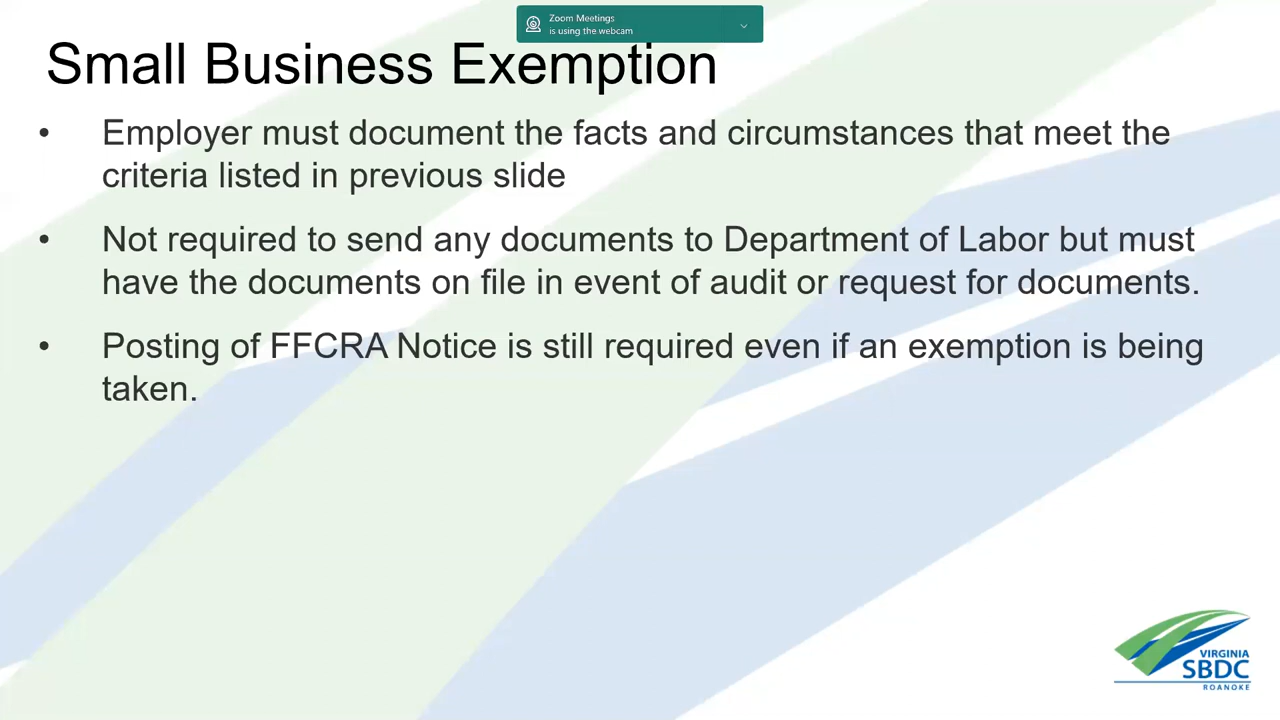 Zoom Meetings
is using the webcam
Small Business Exemption
• Employer must document the facts and circumstances that meet the
criteria listed in previous slide
• Not required to send any documents to Department of Labor but must
have the documents on file in event of audit or request for documents.
• Posting of FFCRA Notice is still required even if an exemption is being
taken.
VIRGINIA
SBDC
ROANOKE